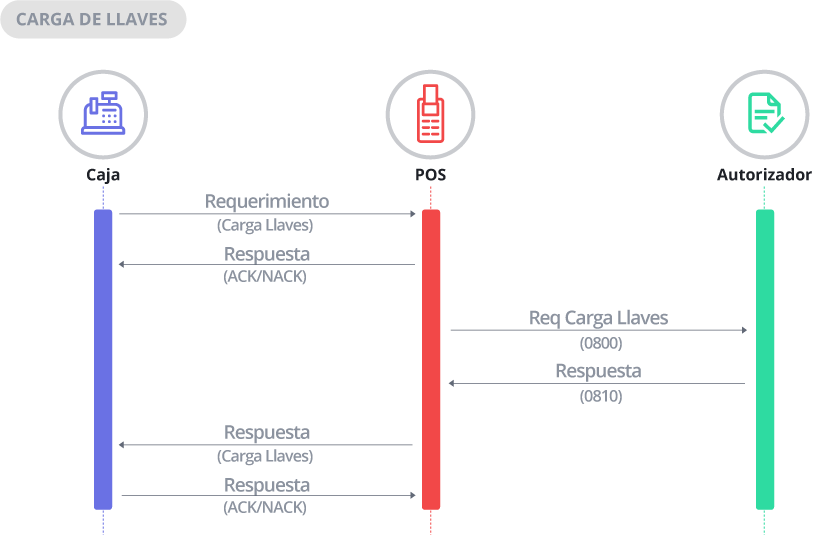 CARGA DE LLAVES
Caja
POS
Autorizador
Requerimiento
(Carga Llaves)
Respuesta
(ACK/NACK)
Req Carga Llaves
(0800)
Respuesta
(0810)
Respuesta
(Carga Llaves)
Respuesta
(ACK/NACK)